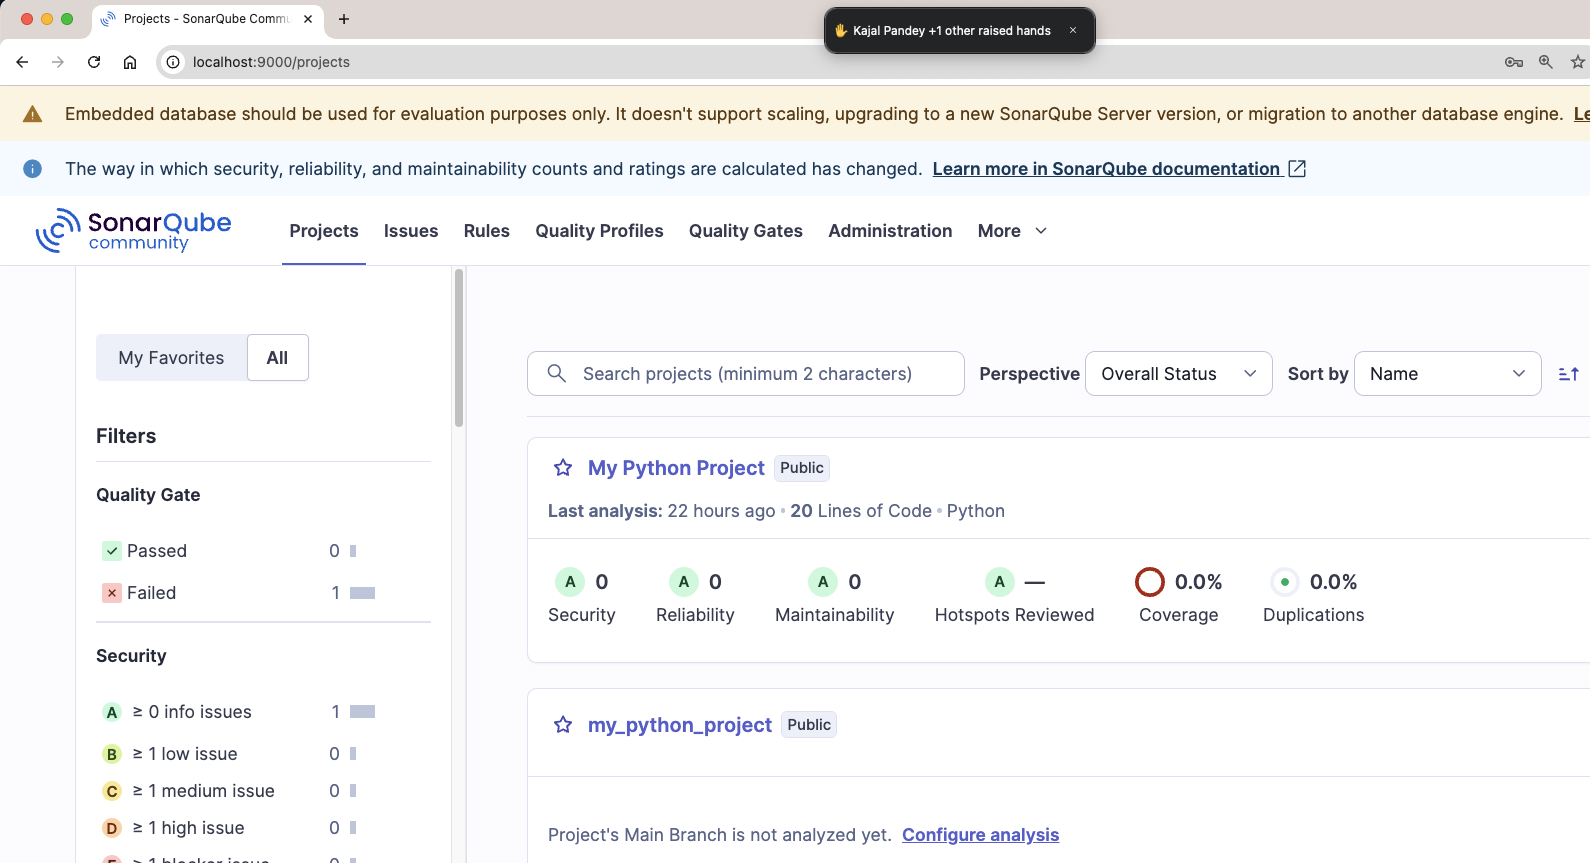 Projects - SonarQube Commu
Kajal Pandey +1 other raised hands
localhost:9000/projects
Embedded database should be used for evaluation purposes only. It doesn't support scaling, upgrading to a new SonarQube Server version, or migration to another database engine. Le
The way in which security, reliability, and maintainability counts and ratings are calculated has changed. Learn more in SonarQube documentation
SonarQube
community
Projects Issues Rules Quality Profiles Quality Gates Administration More
My Favorites All
Search projects (minimum 2 characters) Perspective Overall Status Sort by Name
Filters
Quality Gate
Passed 0
Failed 1
Security
A ≥ 0 info issues 1
B ≥ 1 low issue 0
C ≥ 1 medium issue 0
D ≥ 1 high issue 0
≥ 1 blocker issue 0
My Python Project Public
Last analysis: 22 hours ago • 20 Lines of Code • Python
A 0 A 0 A 0 A — 0.0% 0.0%
Security Reliability Maintainability Hotspots Reviewed Coverage Duplications
my_python_project Public
Project's Main Branch is not analyzed yet. Configure analysis